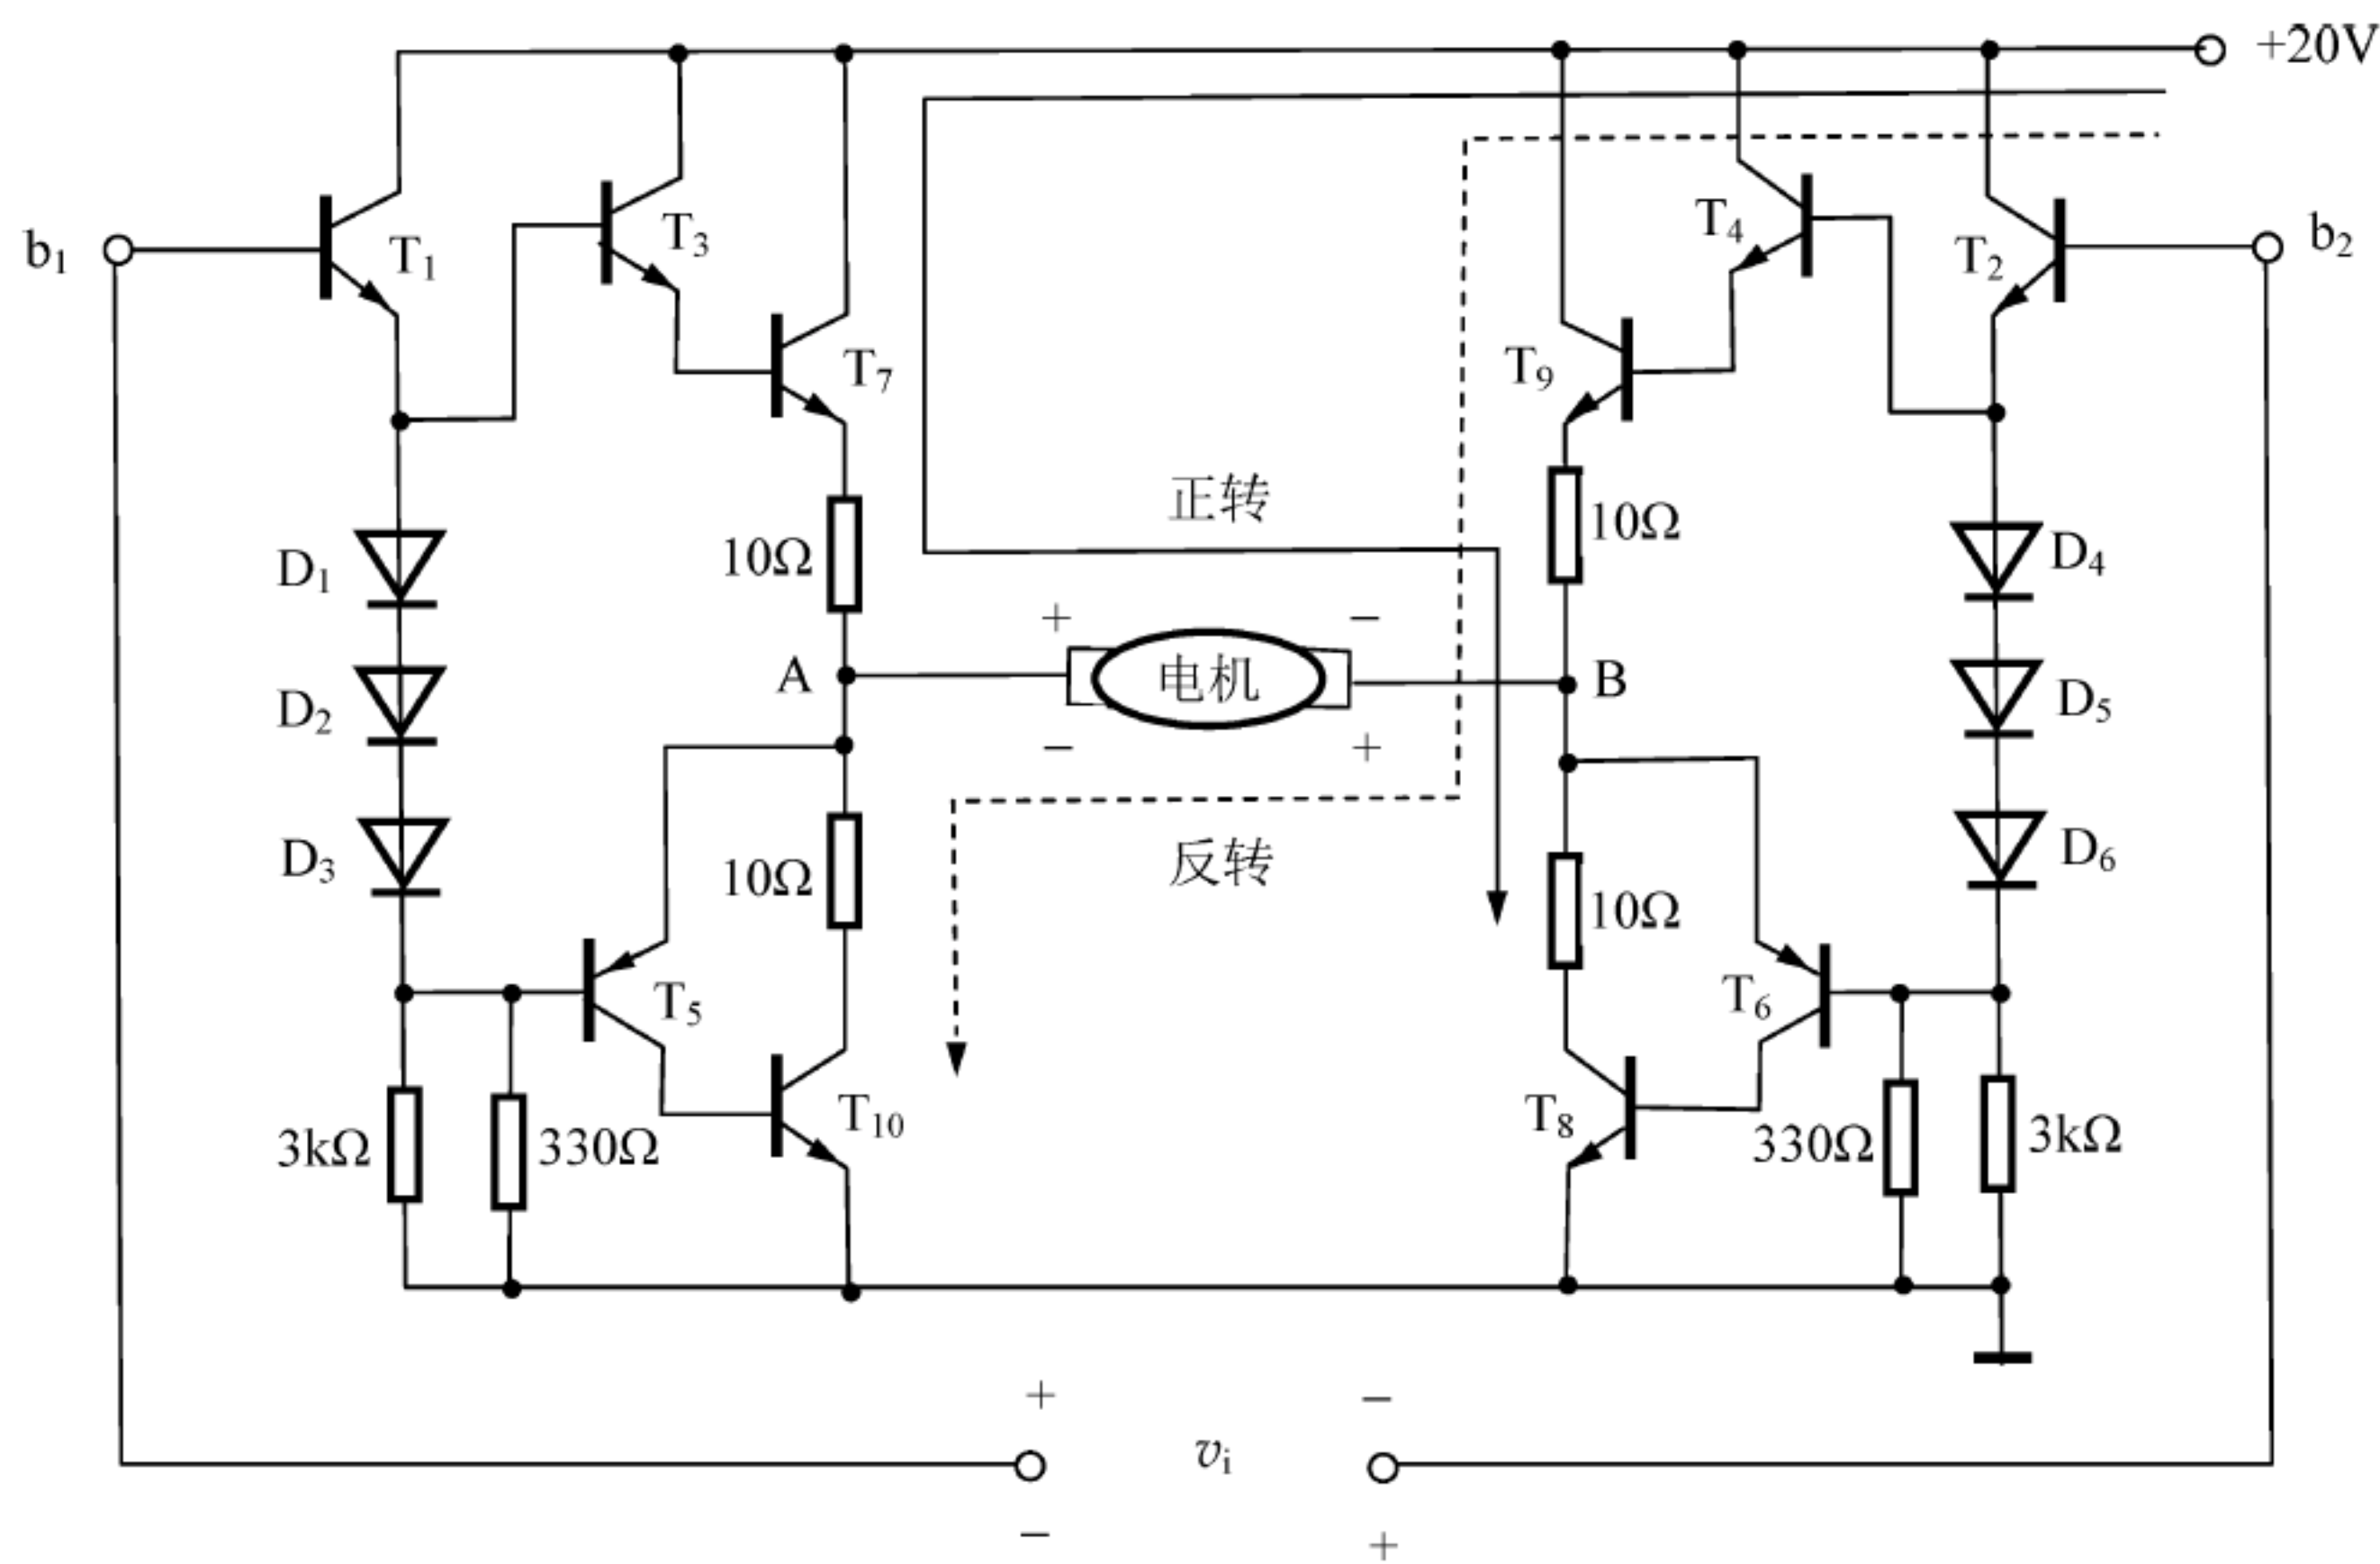 +20V
b₁
T₁
T₃
T₇
T₄
T₂
b₂
T₉
正转
10Ω
10Ω
D₁
D₄
+
−
A
电机
B
D₂
D₅
−
+
D₃
10Ω
反转
10Ω
D₆
T₅
T₆
T₁₀
T₈
3kΩ
330Ω
330Ω
3kΩ
+
−
vᵢ
−
+